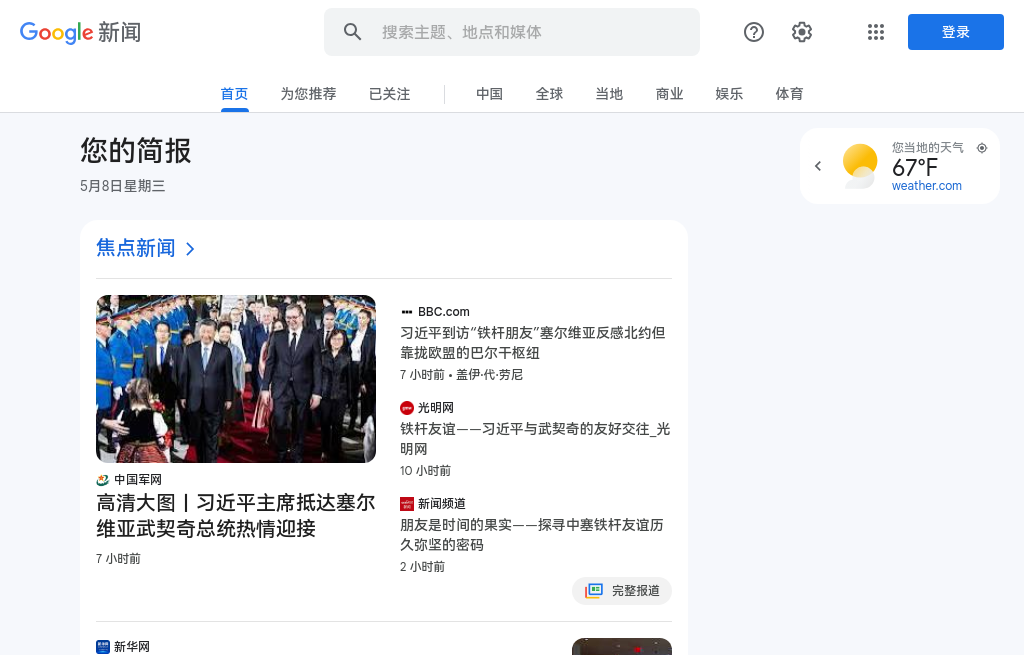 Google 新闻
搜索主题、地点和媒体
登录
首页
为您推荐
已关注
中国
全球
当地
商业
娱乐
体育
您的简报
5月8日星期三
您当地的天气
67°F
weather.com
焦点新闻
中国军网
高清大图丨习近平主席抵达塞尔
维亚武契奇总统热情迎接
7 小时前
BBC.com
习近平到访“铁杆朋友”塞尔维亚反感北约但
靠拢欧盟的巴尔干枢纽
7 小时前 • 盖伊·代·劳尼
光明网
铁杆友谊——习近平与武契奇的友好交往_光
明网
10 小时前
新闻频道
朋友是时间的果实——探寻中塞铁杆友谊历
久弥坚的密码
2 小时前
完整报道
新华网